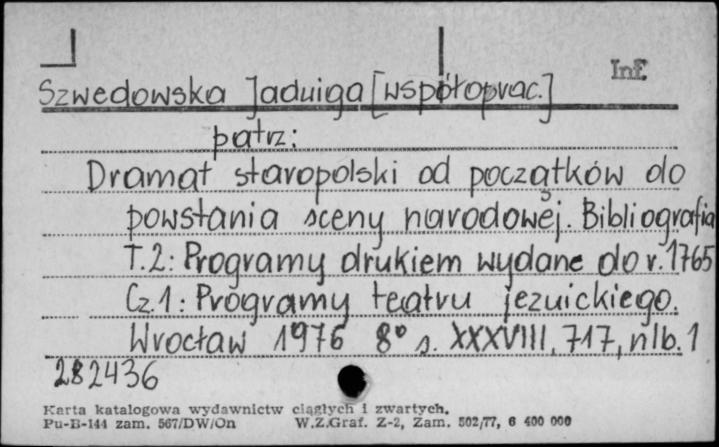 Inf.
Szwedowska Jadwiga [współoprac.]
patrz:
Dramat staropolski od początków do
powstania sceny narodowej. Bibliografia
T.2: Programy drukiem wydane do r. 1765
Cz.1: Programy teatru jezuickiego.
Wrocław 1976 8° s. XXXVIII, 717, nlb. 1
282436
Karta katalogowa wydawnictw ciągłych i zwartych.
Pu-B-144 zam. 567/DW/On W.Z.Graf. Z-2, Zam. 502/77, 6 400 000